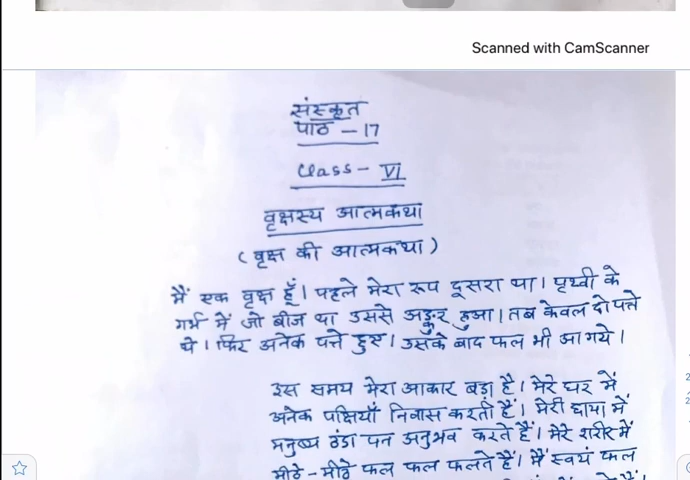 Scanned with CamScanner
संस्कृत
पाठ - 17
Class - VI
वृक्षस्य आत्मकथा
( वृक्ष की आत्मकथा )
मैं एक वृक्ष हूँ। पहले मेरा रूप दूसरा था। पृथ्वी के
गर्भ में जो बीज था उससे अङ्कुर हुआ। तब केवल दो पत्ते
थे। फिर अनेक पत्ते हुए। उसके बाद फल भी आ गये।
इस समय मेरा आकार बड़ा है। मेरे घर में
अनेक पक्षियाँ निवास करती हैं। मेरी छाया में
मनुष्य ठंडा पन अनुभव करते हैं। मेरे शरीर में
मीठे - मीठे फल फल फलते हैं। मैं स्वयं फल